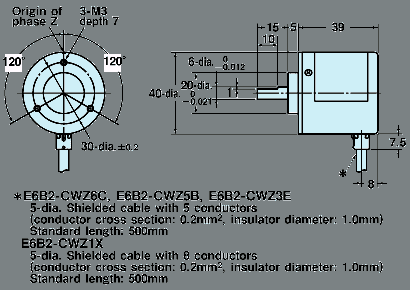 Origin of
phase Z
3-M3
depth 7
120°
120°
30-dia. ±0.2
15 5 39
10
6-dia. 0
-0.012
20-dia. 0
-0.021
40-dia.
1
7.5
8
*
*E6B2-CWZ6C, E6B2-CWZ5B, E6B2-CWZ3E
5-dia. Shielded cable with 5 conductors
(conductor cross section: 0.2mm², insulator diameter: 1.0mm)
Standard length: 500mm
E6B2-CWZ1X
5-dia. Shielded cable with 8 conductors
(conductor cross section: 0.2mm², insulator diameter: 1.0mm)
Standard length: 500mm